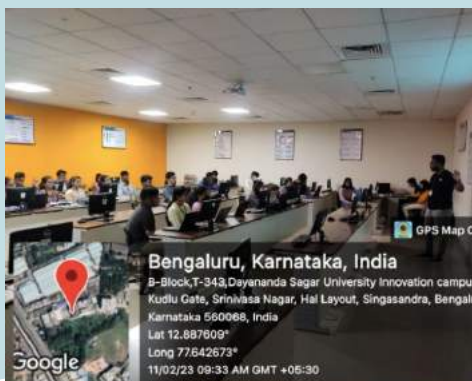 GPS Map C
Bengaluru, Karnataka, India
B-Block,T-343,Dayananda Sagar University Innovation campu
Kudlu Gate, Srinivasa Nagar, Hal Layout, Singasandra, Bengal
Karnataka 560068, India
Lat 12.887609°
Long 77.642673°
11/02/23 09:33 AM GMT +05:30
Google